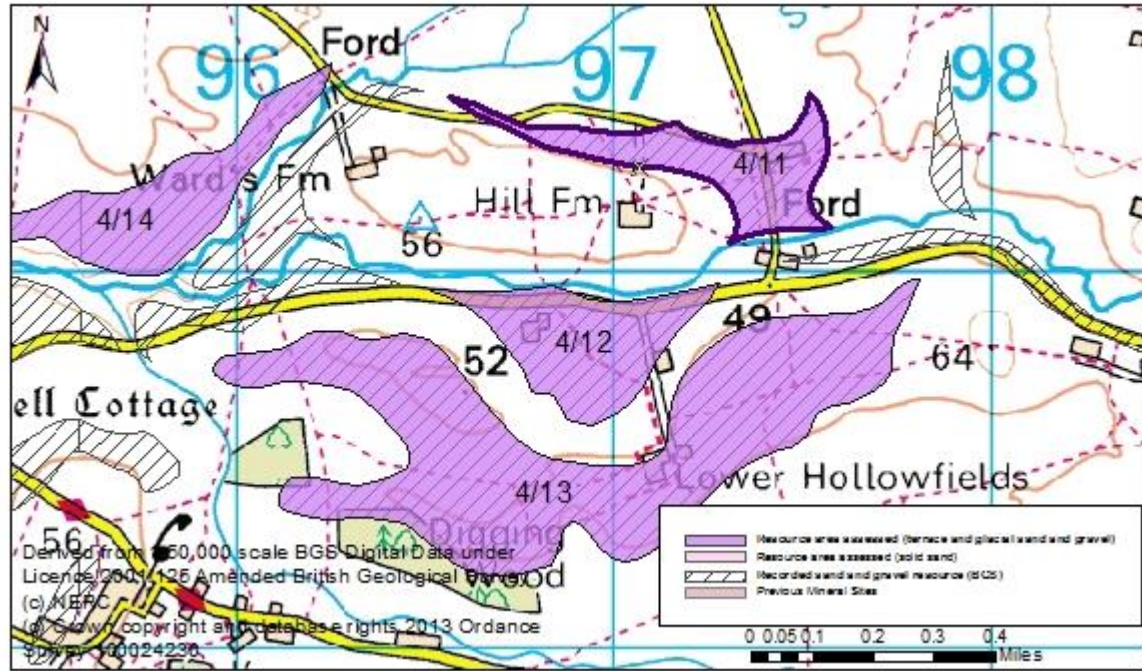 N
Ford
96
97
98
Ward's Fm
4/14
4/11
Hill Fm
Ford
56
4/12
49
52
64
ell Cottage
4/13
Lower Hollowfields
56
Digging
Wood
Derived from 1:50,000 scale BGS Digital Data under
Licence 2001/125 Amended British Geological Survey
(c) NERC
(c) Crown copyright and database rights 2013 Ordance
Survey 100024230
Resource area assessed (terrace and glacial sand and gravel)
Resource area assessed (solid sand)
Recorded sand and gravel resource (BGS)
Previous Mineral Sites
0 0.05 0.1 0.2 0.3 0.4
Miles